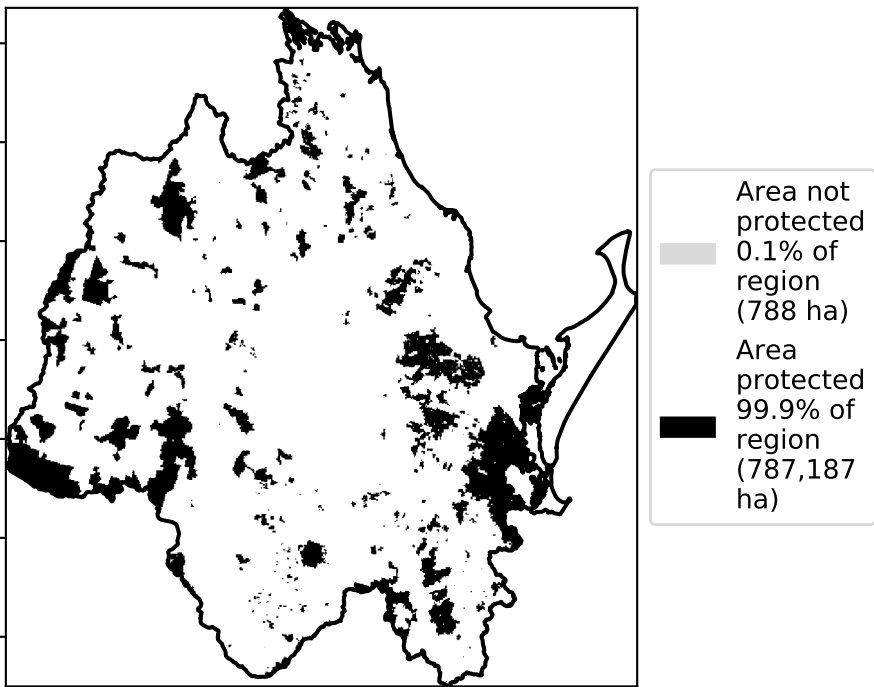 Area not
protected
0.1% of
region
(788 ha)
Area
protected
99.9% of
region
(787,187
ha)